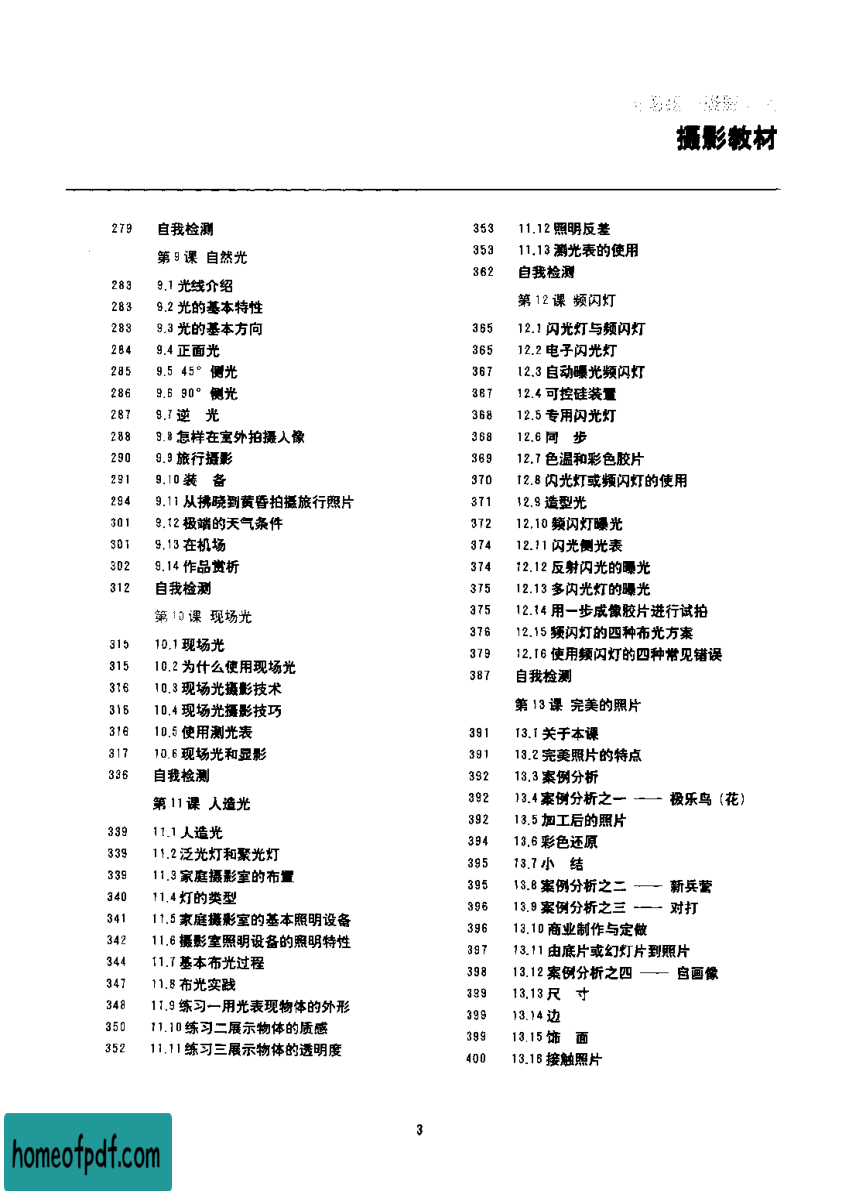 摄影教材
279 自我检测
第9课 自然光
283 9.1 光线介绍
283 9.2 光的基本特性
283 9.3 光的基本方向
284 9.4 正面光
285 9.5 45° 侧光
286 9.6 90° 侧光
287 9.7 逆 光
288 9.8 怎样在室外拍摄人像
290 9.9 旅行摄影
291 9.10 装 备
294 9.11 从拂晓到黄昏拍摄旅行照片
301 9.12 极端的天气条件
301 9.13 在机场
302 9.14 作品赏析
312 自我检测
第10课 现场光
315 10.1 现场光
315 10.2 为什么使用现场光
316 10.3 现场光摄影技术
316 10.4 现场光摄影技巧
316 10.5 使用测光表
317 10.6 现场光和显影
336 自我检测
第11课 人造光
339 11.1 人造光
339 11.2 泛光灯和聚光灯
339 11.3 家庭摄影室的布置
340 11.4 灯的类型
341 11.5 家庭摄影室的基本照明设备
342 11.6 摄影室照明设备的照明特性
344 11.7 基本布光过程
347 11.8 布光实践
348 11.9 练习一用光表现物体的外形
350 11.10 练习二展示物体的质感
352 11.11 练习三展示物体的透明度
353 11.12 照明反差
353 11.13 测光表的使用
362 自我检测
第12课 频闪灯
365 12.1 闪光灯与频闪灯
365 12.2 电子闪光灯
367 12.3 自动曝光频闪灯
367 12.4 可控硅装置
368 12.5 专用闪光灯
368 12.6 同 步
369 12.7 色温和彩色胶片
370 12.8 闪光灯或频闪灯的使用
371 12.9 造型光
372 12.10 频闪灯曝光
374 12.11 闪光侧光表
374 12.12 反射闪光的曝光
375 12.13 多闪光灯的曝光
375 12.14 用一步成像胶片进行试拍
376 12.15 频闪灯的四种布光方案
379 12.16 使用频闪灯的四种常见错误
387 自我检测
第13课 完美的照片
391 13.1 关于本课
391 13.2 完美照片的特点
392 13.3 案例分析
392 13.4 案例分析之一 —— 极乐鸟（花）
392 13.5 加工后的照片
394 13.6 彩色还原
395 13.7 小 结
395 13.8 案例分析之二 —— 新兵营
396 13.9 案例分析之三 —— 对打
396 13.10 商业制作与定做
397 13.11 由底片或幻灯片到照片
398 13.12 案例分析之四 —— 自画像
399 13.13 尺 寸
399 13.14 边
399 13.15 饰 面
400 13.16 接触照片
3
homeofpdf.com